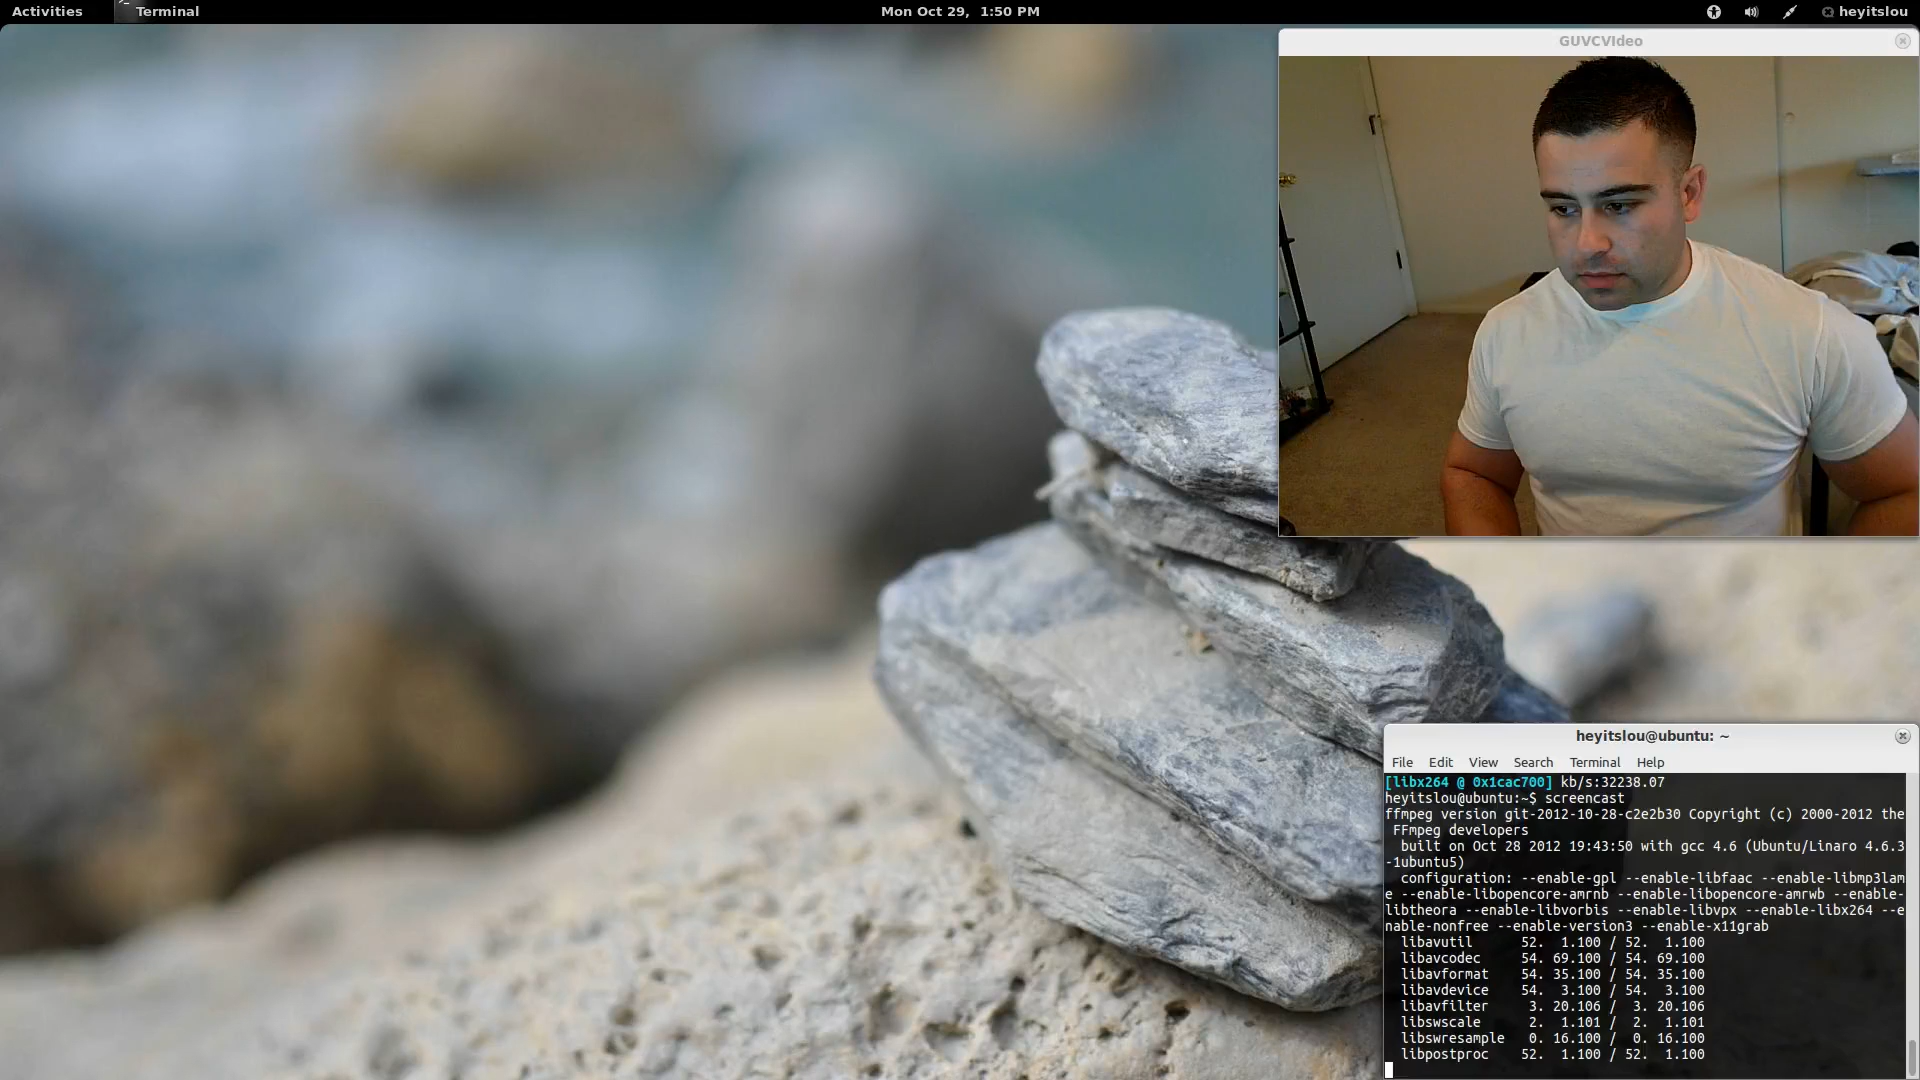 Activities
Terminal
Mon Oct 29, 1:50 PM
heyitslou
GUVCVIdeo
heyitslou@ubuntu: ~
File Edit View Search Terminal Help
[libx264 @ 0x1cac700] kb/s:32238.07
heyitslou@ubuntu:~$ screencast
ffmpeg version git-2012-10-28-c2e2b30 Copyright (c) 2000-2012 the
FFmpeg developers
built on Oct 28 2012 19:43:50 with gcc 4.6 (Ubuntu/Linaro 4.6.3
-1ubuntu5)
configuration: --enable-gpl --enable-libfaac --enable-libmp3lam
e --enable-libopencore-amrnb --enable-libopencore-amrwb --enable-
libtheora --enable-libvorbis --enable-libvpx --enable-libx264 --e
nable-nonfree --enable-version3 --enable-x11grab
libavutil 52. 1.100 / 52. 1.100
libavcodec 54. 69.100 / 54. 69.100
libavformat 54. 35.100 / 54. 35.100
libavdevice 54. 3.100 / 54. 3.100
libavfilter 3. 20.106 / 3. 20.106
libswscale 2. 1.101 / 2. 1.101
libswresample 0. 16.100 / 0. 16.100
libpostproc 52. 1.100 / 52. 1.100